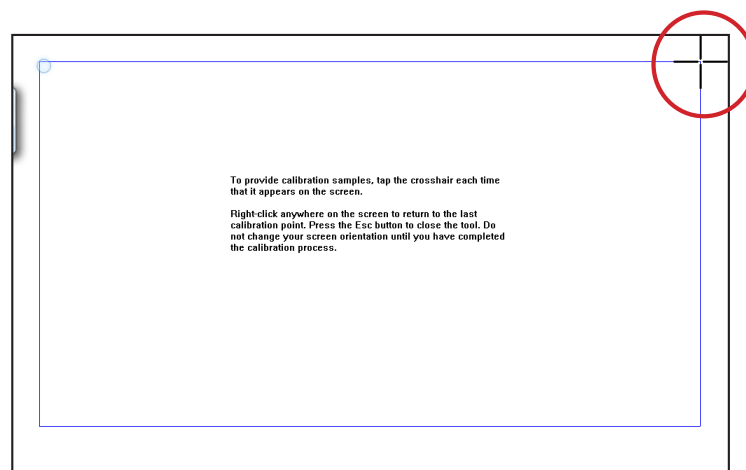 To provide calibration samples, tap the crosshair each time
that it appears on the screen.
Right-click anywhere on the screen to return to the last
calibration point. Press the Esc button to close the tool. Do
not change your screen orientation until you have completed
the calibration process.